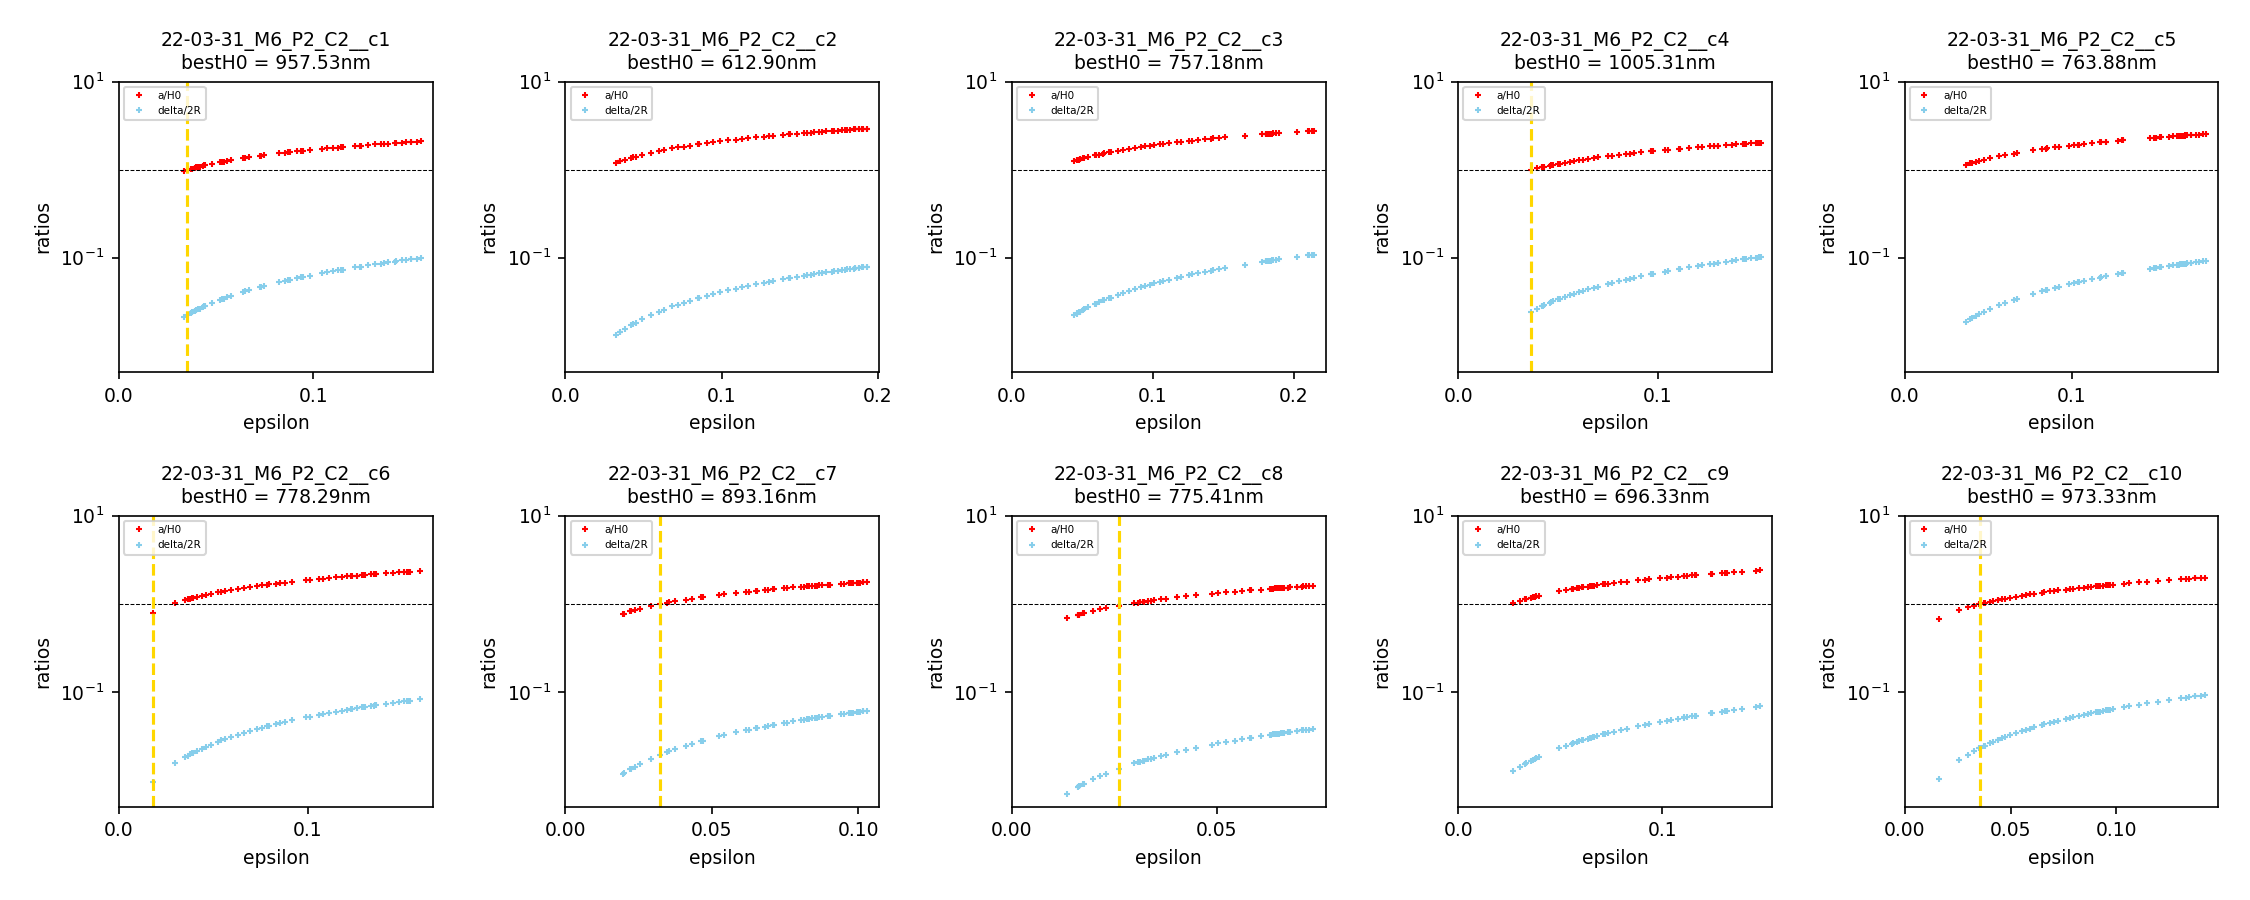 22-03-31_M6_P2_C2__c1
bestH0 = 957.53nm
10^1
a/H0
delta/2R
ratios
10^-1
0.0 0.1
epsilon
22-03-31_M6_P2_C2__c2
bestH0 = 612.90nm
10^1
a/H0
delta/2R
ratios
10^-1
0.0 0.1 0.2
epsilon
22-03-31_M6_P2_C2__c3
bestH0 = 757.18nm
10^1
a/H0
delta/2R
ratios
10^-1
0.0 0.1 0.2
epsilon
22-03-31_M6_P2_C2__c4
bestH0 = 1005.31nm
10^1
a/H0
delta/2R
ratios
10^-1
0.0 0.1
epsilon
22-03-31_M6_P2_C2__c5
bestH0 = 763.88nm
10^1
a/H0
delta/2R
ratios
10^-1
0.0 0.1
epsilon
22-03-31_M6_P2_C2__c6
bestH0 = 778.29nm
10^1
a/H0
delta/2R
ratios
10^-1
0.0 0.1
epsilon
22-03-31_M6_P2_C2__c7
bestH0 = 893.16nm
10^1
a/H0
delta/2R
ratios
10^-1
0.00 0.05 0.10
epsilon
22-03-31_M6_P2_C2__c8
bestH0 = 775.41nm
10^1
a/H0
delta/2R
ratios
10^-1
0.00 0.05
epsilon
22-03-31_M6_P2_C2__c9
bestH0 = 696.33nm
10^1
a/H0
delta/2R
ratios
10^-1
0.0 0.1
epsilon
22-03-31_M6_P2_C2__c10
bestH0 = 973.33nm
10^1
a/H0
delta/2R
ratios
10^-1
0.00 0.05 0.10
epsilon